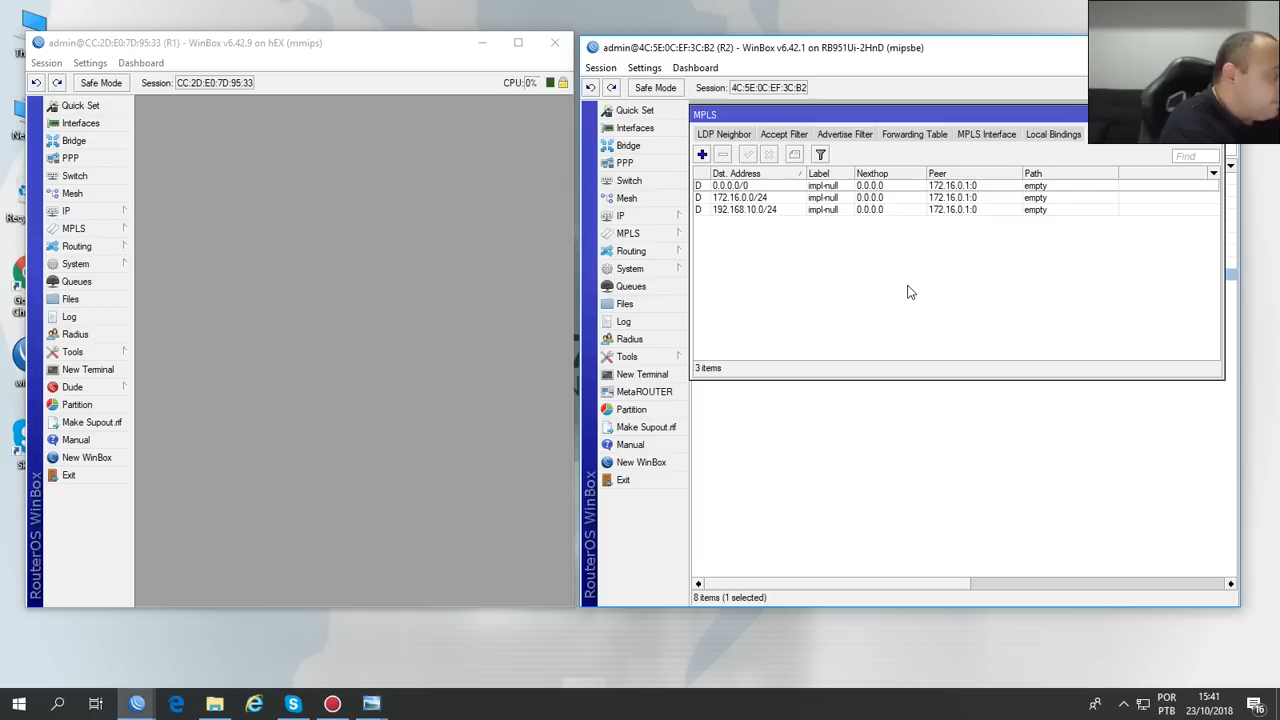 admin@CC:2D:E0:7D:95:33 (R1) - WinBox v6.42.9 on hEX (mmips)
Session Settings Dashboard
Safe Mode Session: CC:2D:E0:7D:95:33 CPU: 0%
Quick Set
Interfaces
Bridge
PPP
Switch
Mesh
IP
MPLS
Routing
System
Queues
Files
Log
Radius
Tools
New Terminal
Dude
Partition
Make Supout.rif
Manual
New WinBox
Exit
RouterOS WinBox
admin@4C:5E:0C:EF:3C:B2 (R2) - WinBox v6.42.1 on RB951Ui-2HnD (mipsbe)
Session Settings Dashboard
Safe Mode Session: 4C:5E:0C:EF:3C:B2
Quick Set
Interfaces
Bridge
PPP
Switch
Mesh
IP
MPLS
Routing
System
Queues
Files
Log
Radius
Tools
New Terminal
MetaROUTER
Partition
Make Supout.rif
Manual
New WinBox
Exit
RouterOS WinBox
MPLS
LDP Neighbor Accept Filter Advertise Filter Forwarding Table MPLS Interface Local Bindings
Find
Dst. Address Label Nexthop Peer Path
D 0.0.0.0/0 impl-null 0.0.0.0 172.16.0.1:0 empty
D 172.16.0.0/24 impl-null 0.0.0.0 172.16.0.1:0 empty
D 192.168.10.0/24 impl-null 0.0.0.0 172.16.0.1:0 empty
3 items
8 items (1 selected)
POR
PTB
15:41
23/10/2018
16